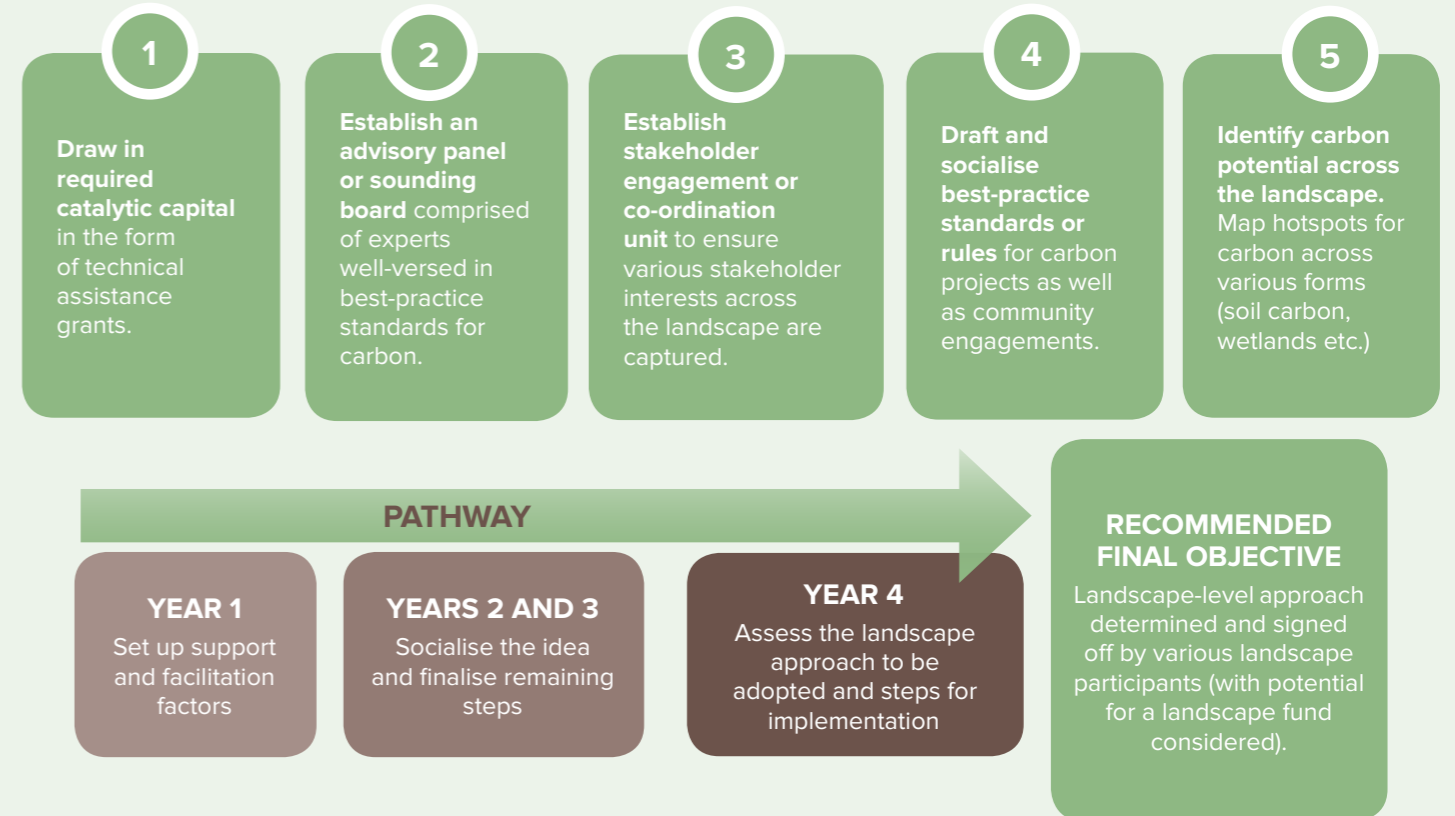 1
Draw in
required
catalytic capital
in the form
of technical
assistance
grants.
2
Establish an
advisory panel
or sounding
board comprised
of experts
well-versed in
best-practice
standards for
carbon.
3
Establish
stakeholder
engagement or
co-ordination
unit to ensure
various stakeholder
interests across
the landscape are
captured.
4
Draft and
socialise
best-practice
standards or
rules for carbon
projects as well
as community
engagements.
5
Identify carbon
potential across
the landscape.
Map hotspots for
carbon across
various forms
(soil carbon,
wetlands etc.)
PATHWAY
YEAR 1
Set up support
and facilitation
factors
YEARS 2 AND 3
Socialise the idea
and finalise remaining
steps
YEAR 4
Assess the landscape
approach to be
adopted and steps for
implementation
RECOMMENDED
FINAL OBJECTIVE
Landscape-level approach
determined and signed
off by various landscape
participants (with potential
for a landscape fund
considered).